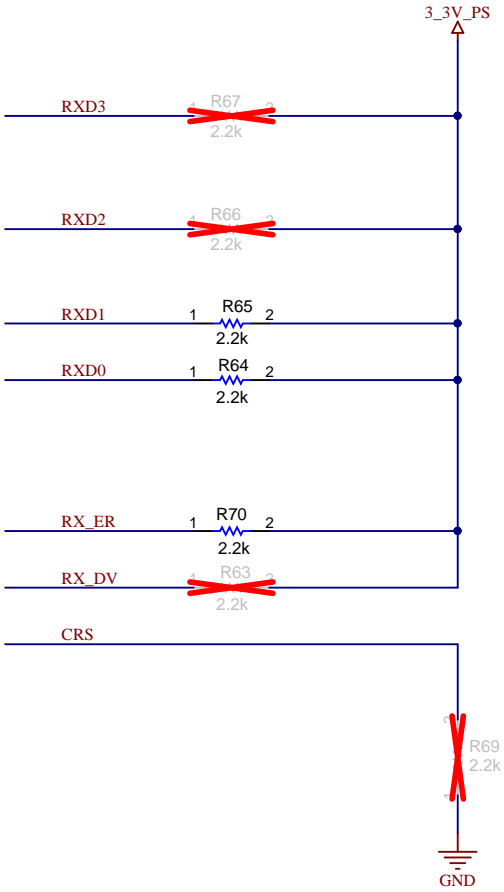 3_3V_PS
RXD3
1 R67 2
2.2k
RXD2
1 R66 2
2.2k
RXD1
1 R65 2
2.2k
RXD0
1 R64 2
2.2k
RX_ER
1 R70 2
2.2k
RX_DV
1 R63 2
2.2k
CRS
2
R69
2.2k
1
GND